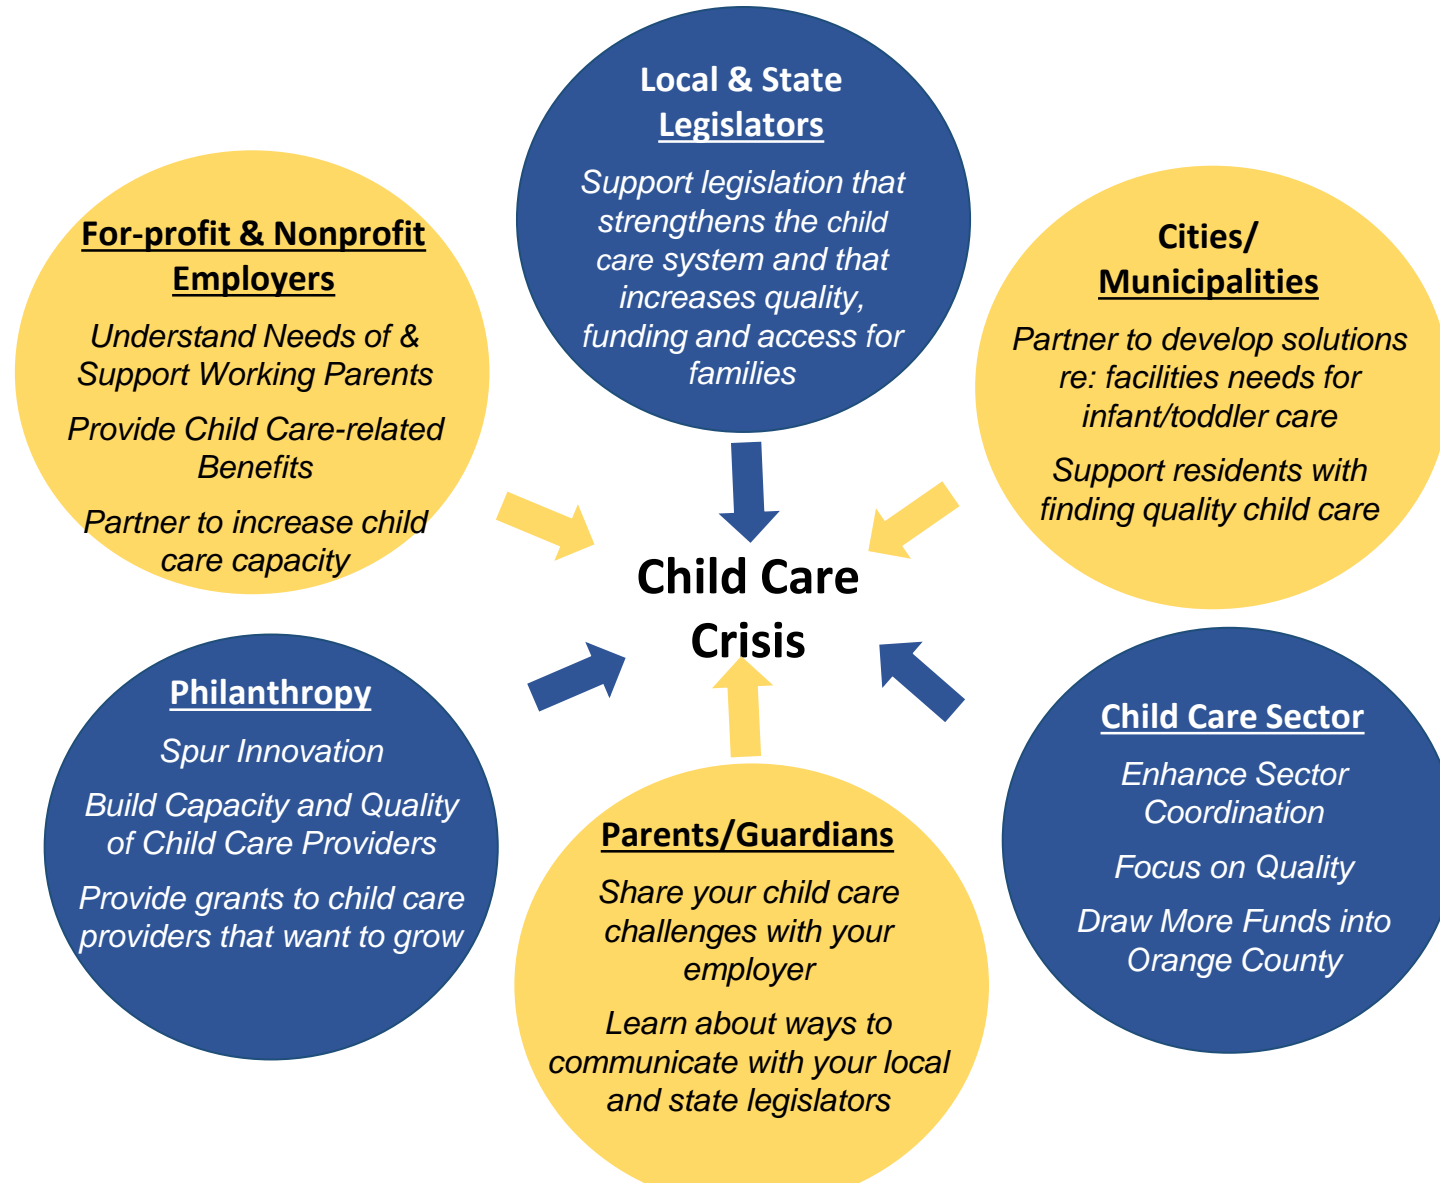 Local & State
Legislators
Support legislation that
strengthens the child
care system and that
increases quality,
funding and access for
families
For-profit & Nonprofit
Employers
Understand Needs of &
Support Working Parents
Provide Child Care-related
Benefits
Partner to increase child
care capacity
Cities/
Municipalities
Partner to develop solutions
re: facilities needs for
infant/toddler care
Support residents with
finding quality child care
Child Care
Crisis
Philanthropy
Spur Innovation
Build Capacity and Quality
of Child Care Providers
Provide grants to child care
providers that want to grow
Parents/Guardians
Share your child care
challenges with your
employer
Learn about ways to
communicate with your local
and state legislators
Child Care Sector
Enhance Sector
Coordination
Focus on Quality
Draw More Funds into
Orange County